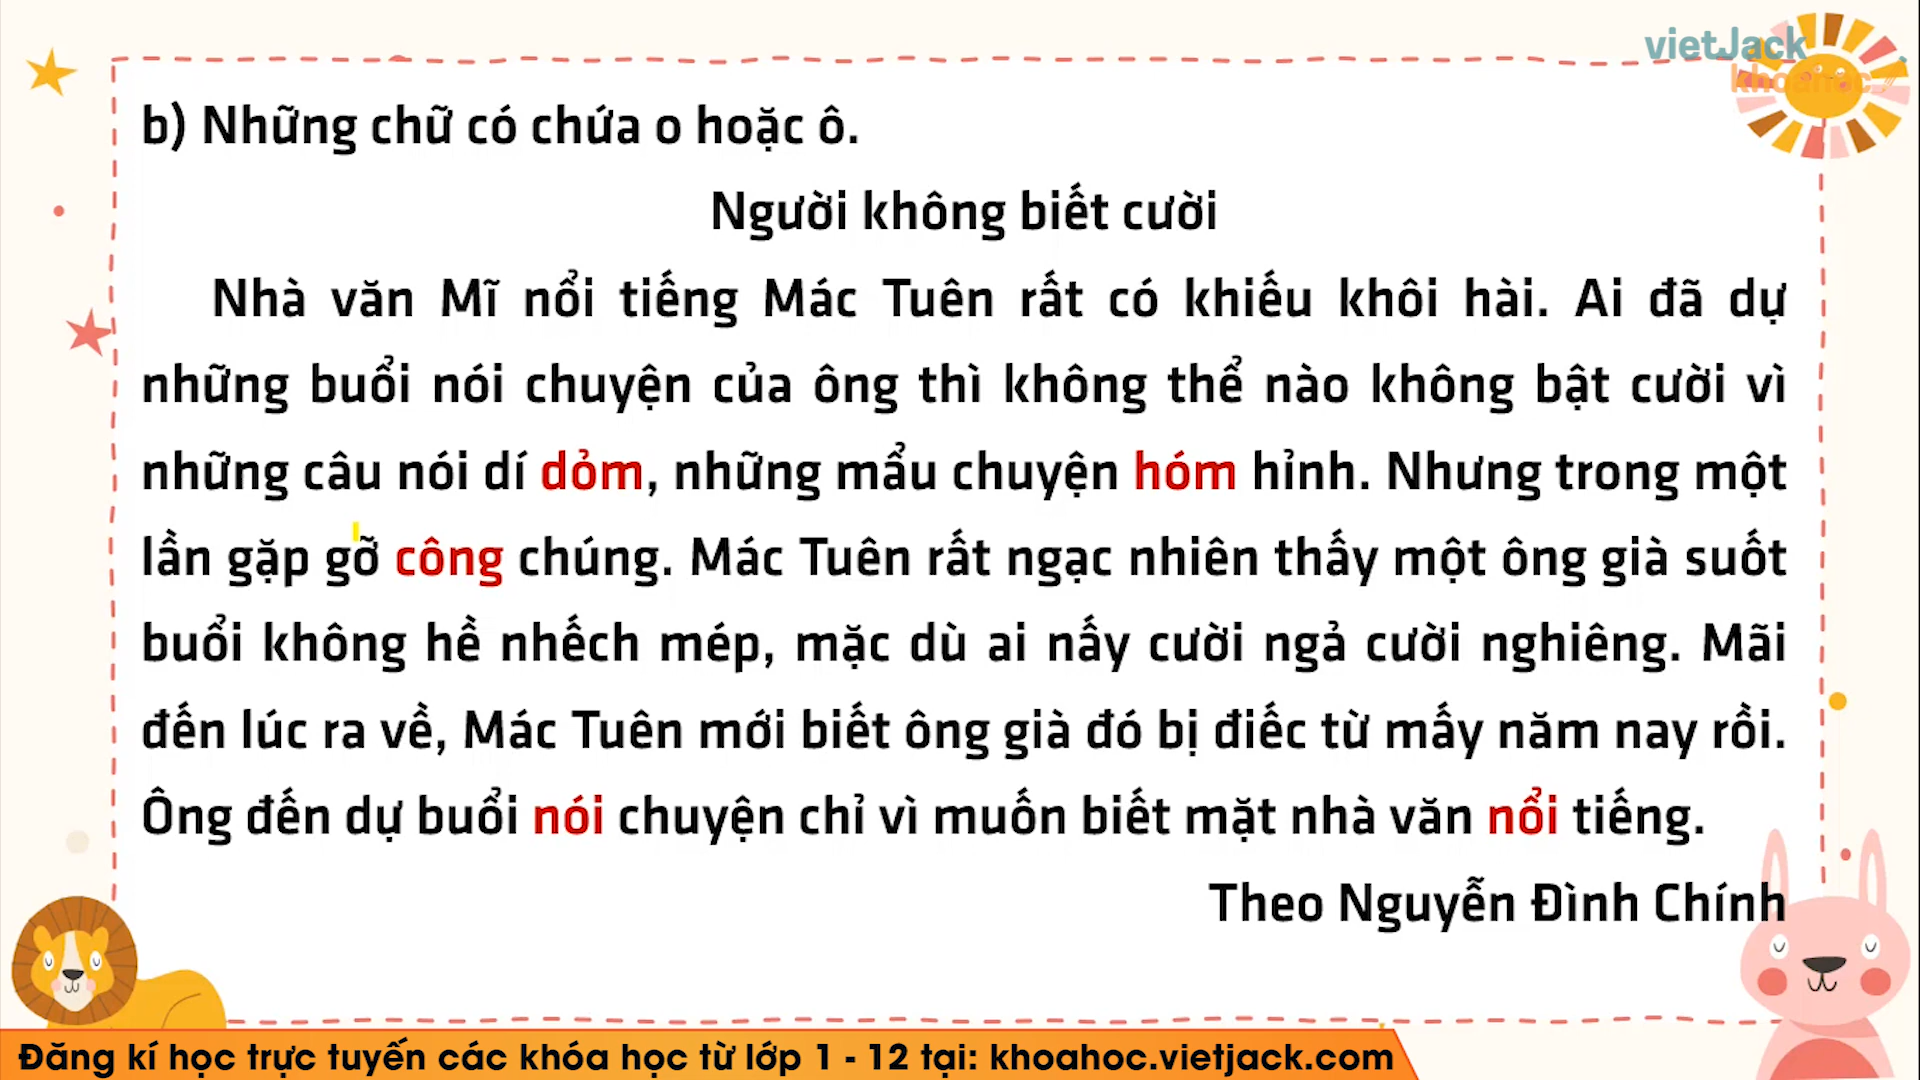 vietJack
khoahoc
b) Những chữ có chứa o hoặc ô.
Người không biết cười
Nhà văn Mĩ nổi tiếng Mác Tuên rất có khiếu khôi hài. Ai đã dự
những buổi nói chuyện của ông thì không thể nào không bật cười vì
những câu nói dí dỏm, những mẩu chuyện hóm hỉnh. Nhưng trong một
lần gặp gỡ công chúng. Mác Tuên rất ngạc nhiên thấy một ông già suốt
buổi không hề nhếch mép, mặc dù ai nấy cười ngả cười nghiêng. Mãi
đến lúc ra về, Mác Tuên mới biết ông già đó bị điếc từ mấy năm nay rồi.
Ông đến dự buổi nói chuyện chỉ vì muốn biết mặt nhà văn nổi tiếng.
Theo Nguyễn Đình Chính
Đăng kí học trực tuyến các khóa học từ lớp 1 - 12 tại: khoahoc.vietjack.com